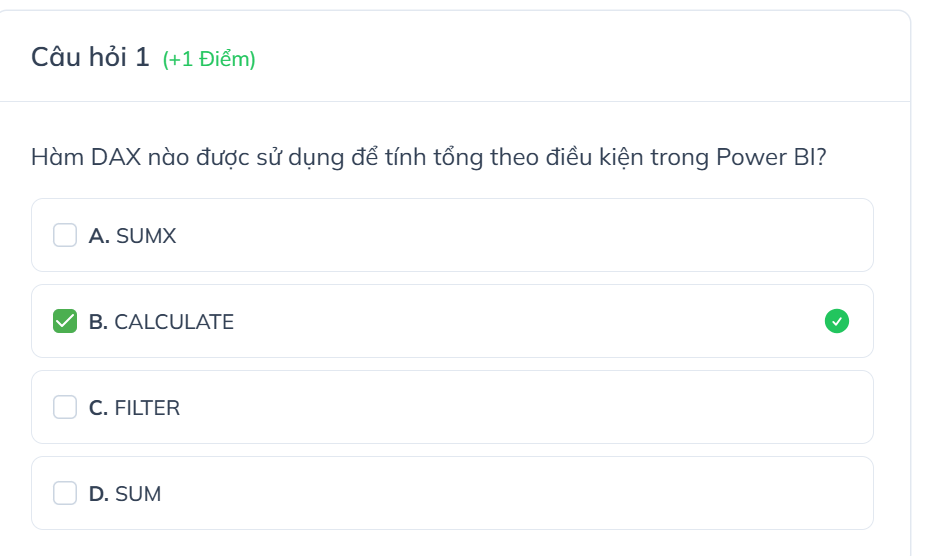 Câu hỏi 1 (+1 Điểm)
Hàm DAX nào được sử dụng để tính tổng theo điều kiện trong Power BI?
A. SUMX
B. CALCULATE
C. FILTER
D. SUM